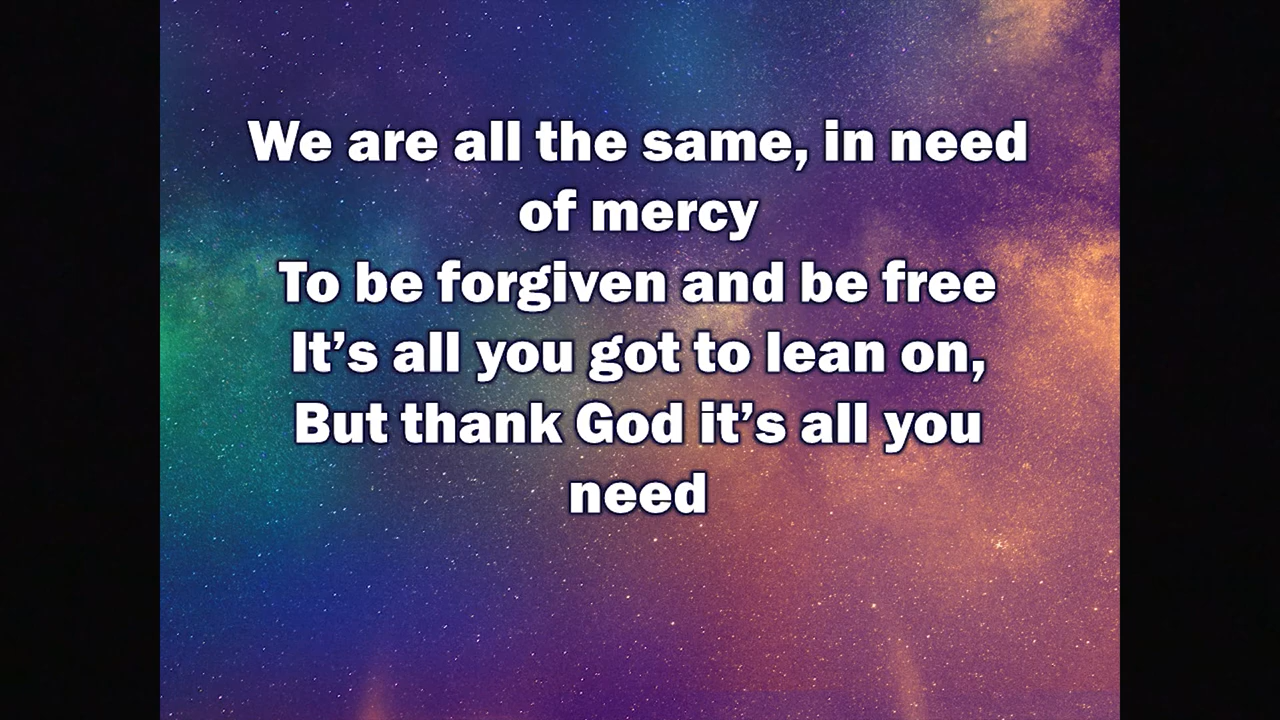 We are all the same, in need
of mercy
To be forgiven and be free
It’s all you got to lean on,
But thank God it’s all you
need